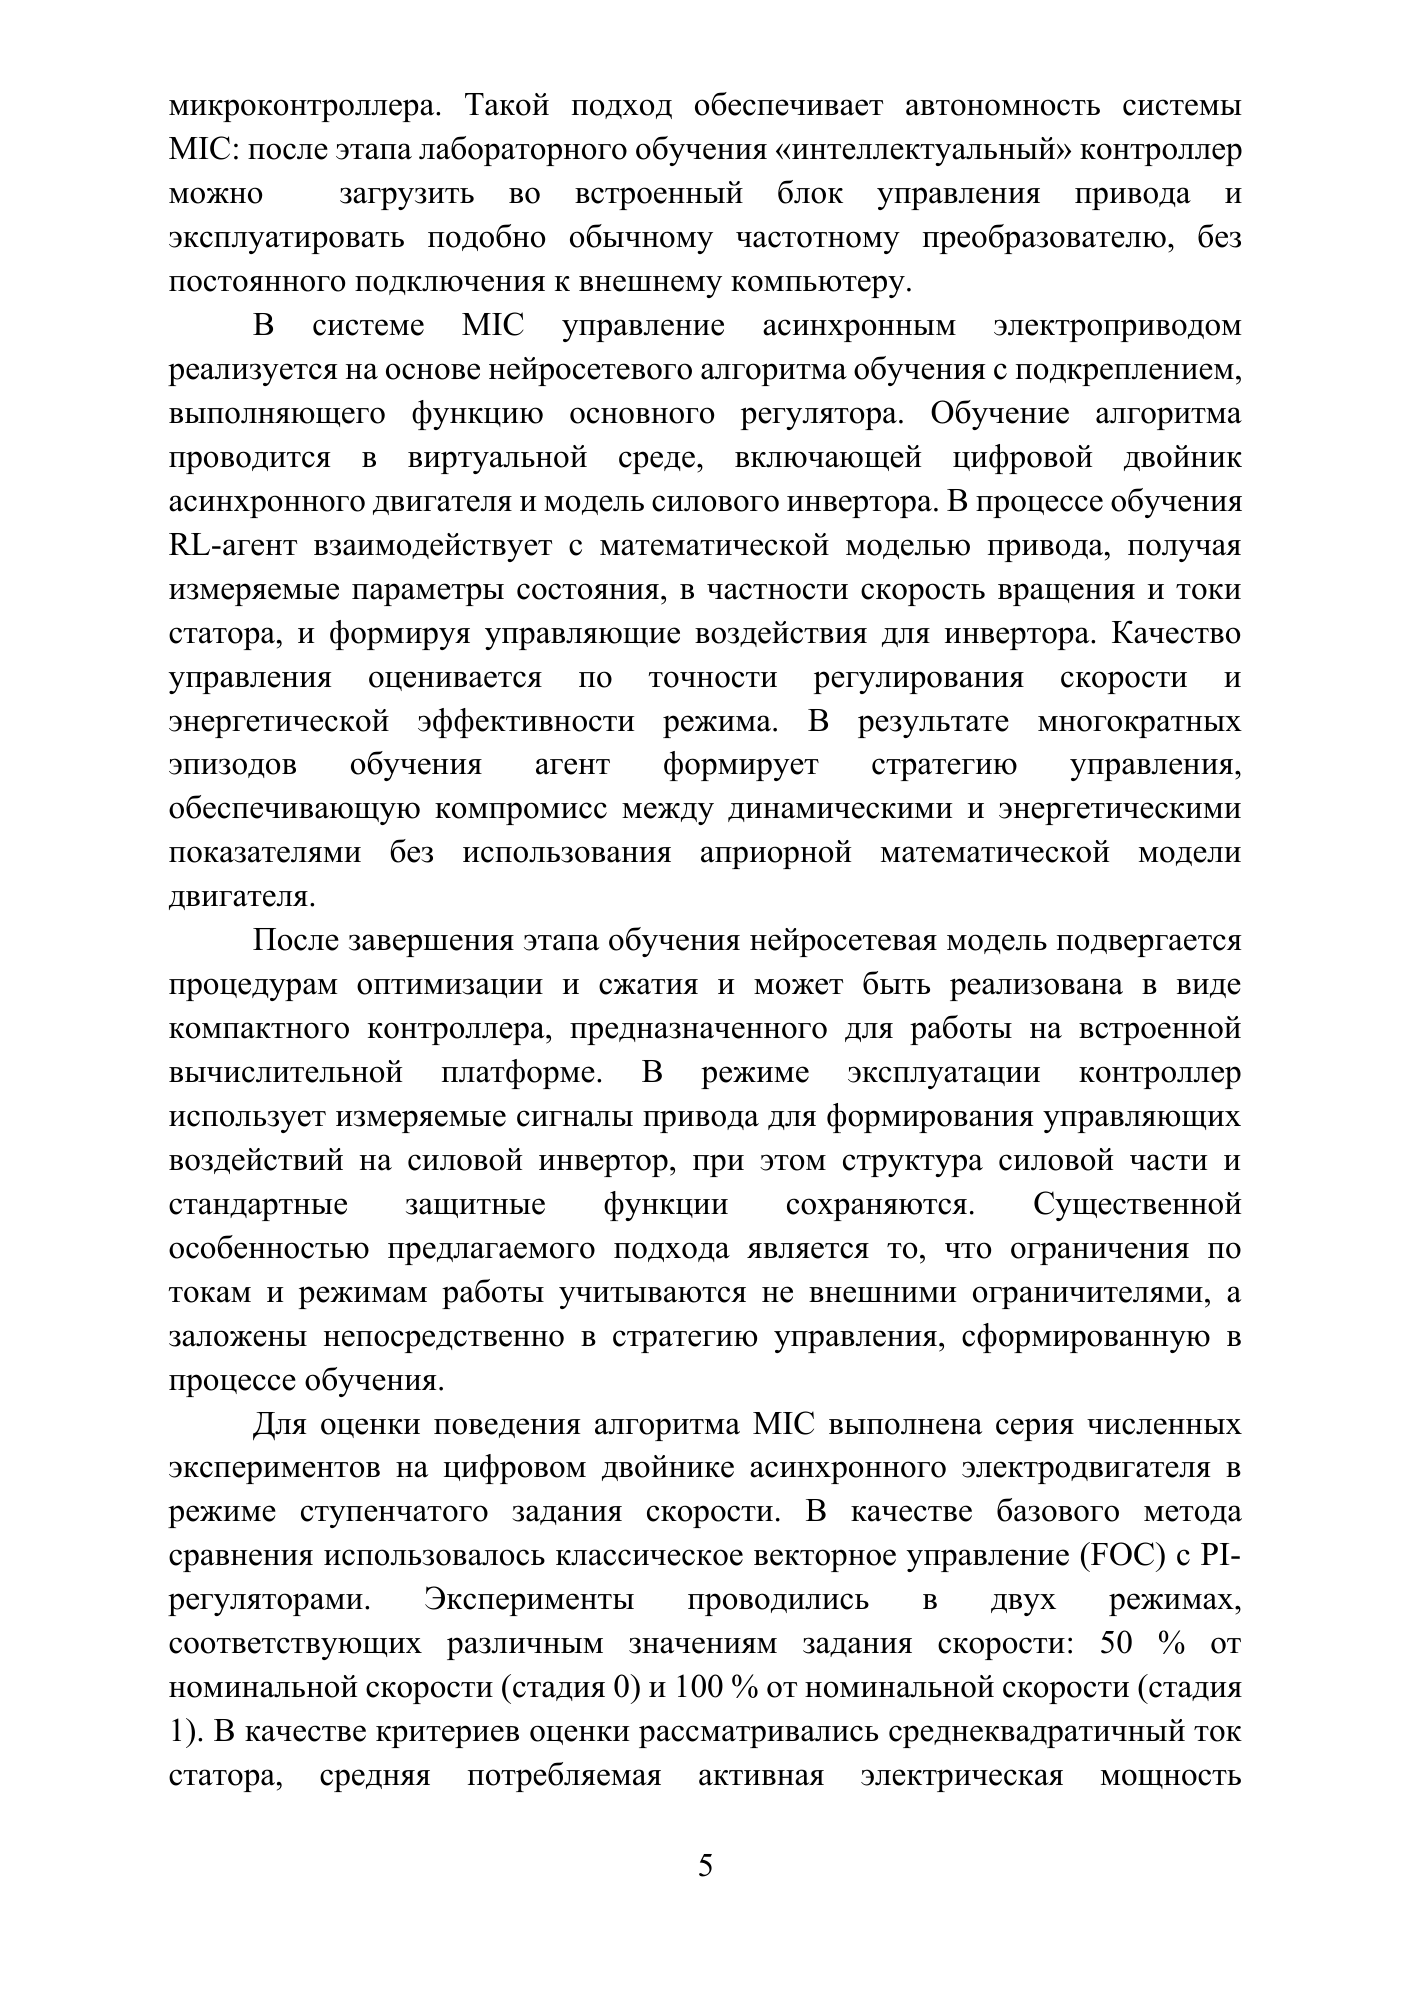 микроконтроллера. Такой подход обеспечивает автономность системы
MIC: после этапа лабораторного обучения «интеллектуальный» контроллер
можно загрузить во встроенный блок управления привода и
эксплуатировать подобно обычному частотному преобразователю, без
постоянного подключения к внешнему компьютеру.
В системе MIC управление асинхронным электроприводом
реализуется на основе нейросетевого алгоритма обучения с подкреплением,
выполняющего функцию основного регулятора. Обучение алгоритма
проводится в виртуальной среде, включающей цифровой двойник
асинхронного двигателя и модель силового инвертора. В процессе обучения
RL-агент взаимодействует с математической моделью привода, получая
измеряемые параметры состояния, в частности скорость вращения и токи
статора, и формируя управляющие воздействия для инвертора. Качество
управления оценивается по точности регулирования скорости и
энергетической эффективности режима. В результате многократных
эпизодов обучения агент формирует стратегию управления,
обеспечивающую компромисс между динамическими и энергетическими
показателями без использования априорной математической модели
двигателя.
После завершения этапа обучения нейросетевая модель подвергается
процедурам оптимизации и сжатия и может быть реализована в виде
компактного контроллера, предназначенного для работы на встроенной
вычислительной платформе. В режиме эксплуатации контроллер
использует измеряемые сигналы привода для формирования управляющих
воздействий на силовой инвертор, при этом структура силовой части и
стандартные защитные функции сохраняются. Существенной
особенностью предлагаемого подхода является то, что ограничения по
токам и режимам работы учитываются не внешними ограничителями, а
заложены непосредственно в стратегию управления, сформированную в
процессе обучения.
Для оценки поведения алгоритма MIC выполнена серия численных
экспериментов на цифровом двойнике асинхронного электродвигателя в
режиме ступенчатого задания скорости. В качестве базового метода
сравнения использовалось классическое векторное управление (FOC) с PI-
регуляторами. Эксперименты проводились в двух режимах,
соответствующих различным значениям задания скорости: 50 % от
номинальной скорости (стадия 0) и 100 % от номинальной скорости (стадия
1). В качестве критериев оценки рассматривались среднеквадратичный ток
статора, средняя потребляемая активная электрическая мощность
5